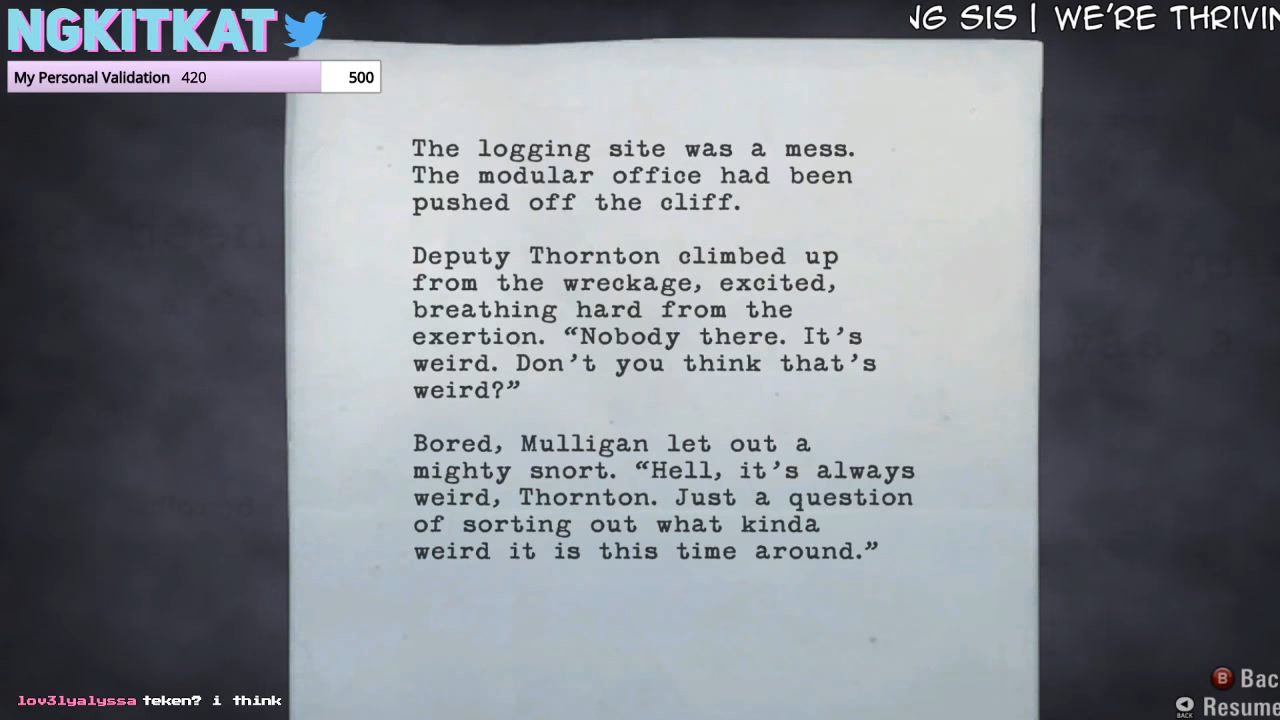 NGKITKAT
NG SIS | WE'RE THRIVIN
My Personal Validation 420 500
The logging site was a mess.
The modular office had been
pushed off the cliff.
Deputy Thornton climbed up
from the wreckage, excited,
breathing hard from the
exertion. “Nobody there. It’s
weird. Don’t you think that’s
weird?”
Bored, Mulligan let out a
mighty snort. “Hell, it’s always
weird, Thornton. Just a question
of sorting out what kinda
weird it is this time around.”
lov3lyalyssa teken? i think
B Bac
BACK Resume